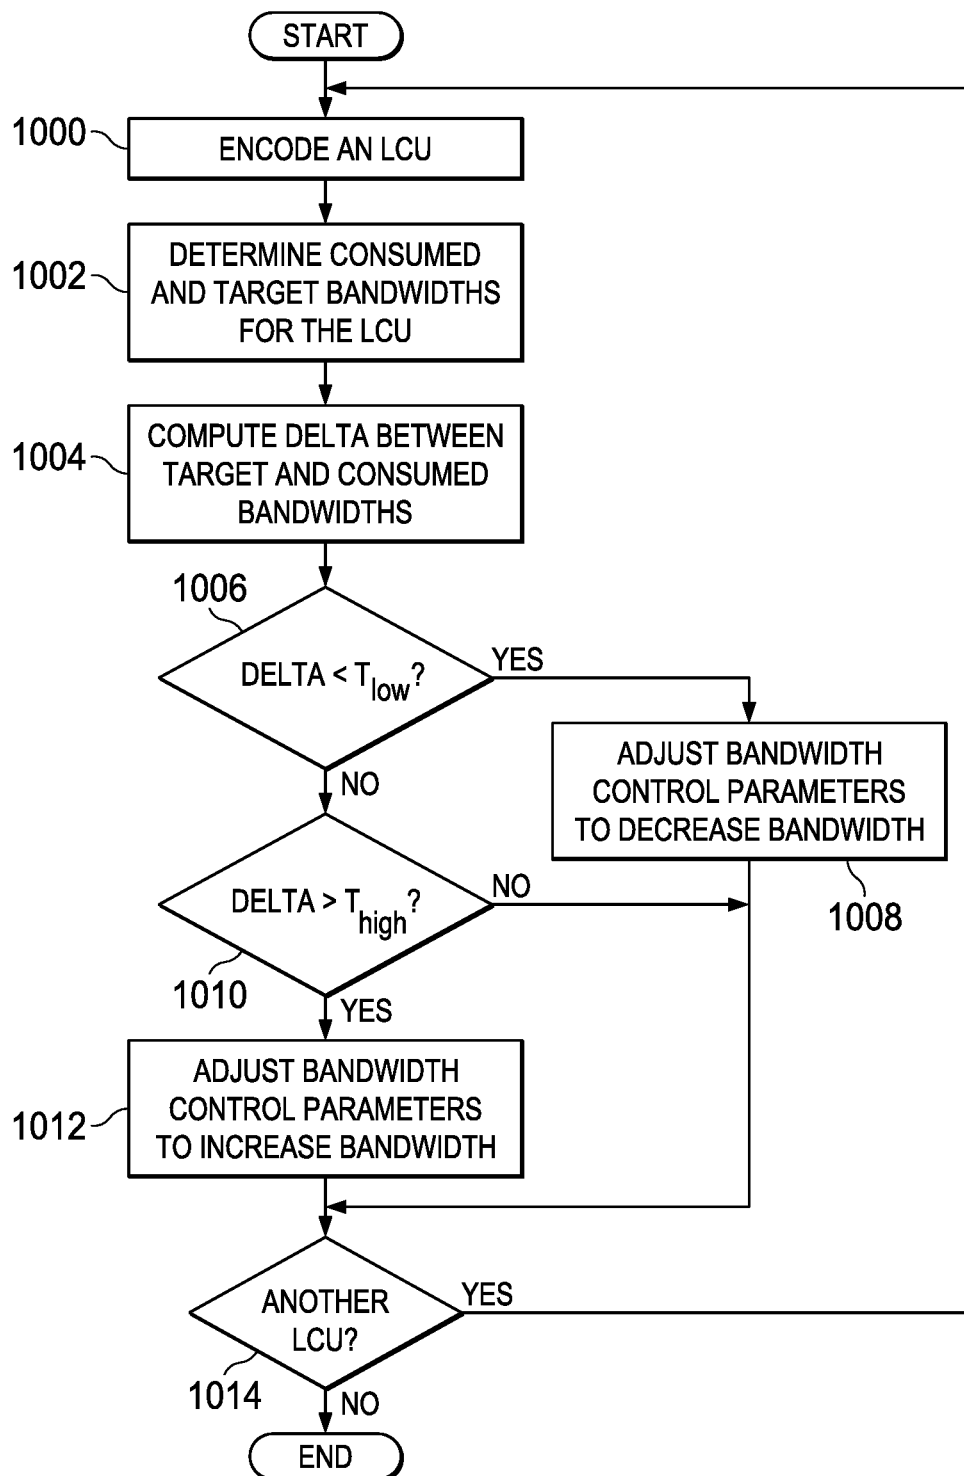 START
1000
ENCODE AN LCU
1002
DETERMINE CONSUMED
AND TARGET BANDWIDTHS
FOR THE LCU
1004
COMPUTE DELTA BETWEEN
TARGET AND CONSUMED
BANDWIDTHS
1006
DELTA < Tlow?
YES
NO
ADJUST BANDWIDTH
CONTROL PARAMETERS
TO DECREASE BANDWIDTH
1008
DELTA > Thigh?
NO
1010
YES
1012
ADJUST BANDWIDTH
CONTROL PARAMETERS
TO INCREASE BANDWIDTH
ANOTHER
LCU?
YES
1014
NO
END